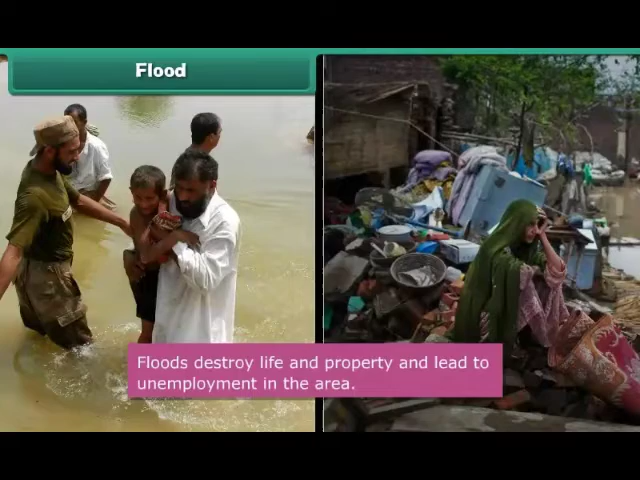 Flood
Floods destroy life and property and lead to
unemployment in the area.